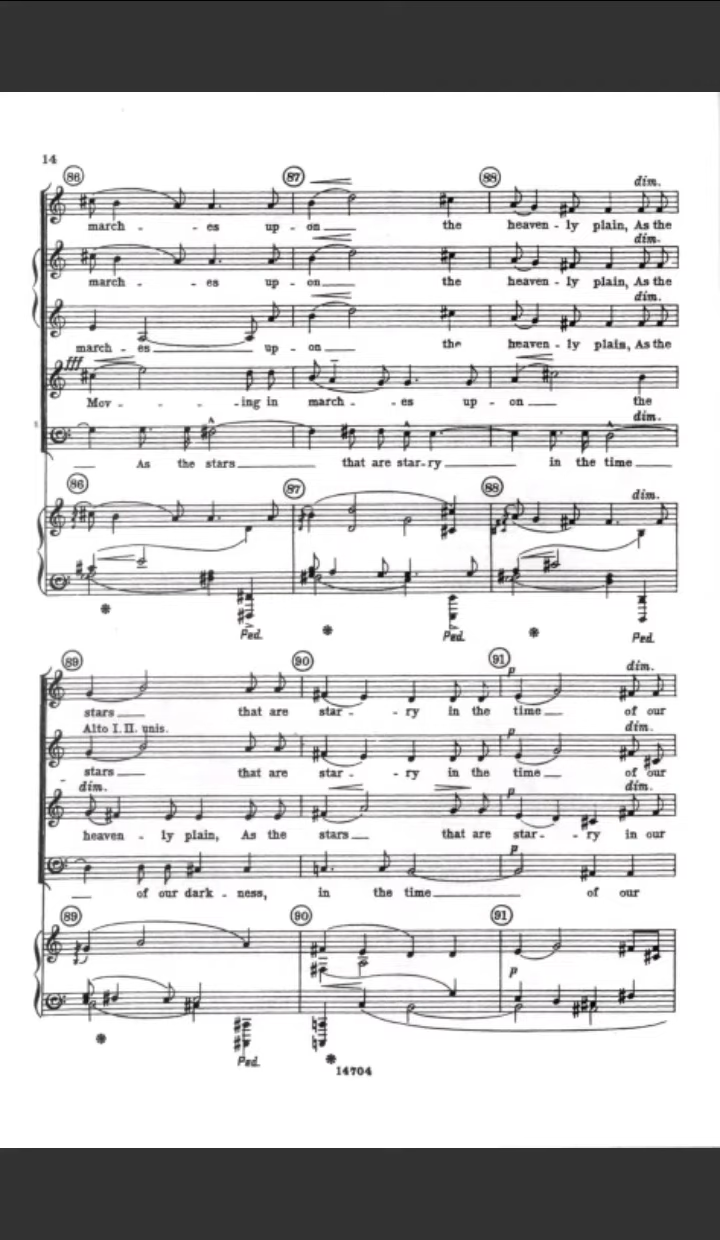 14
86 87 88
dim.
march - - es up - on the heaven - ly plain, As the
dim.
march - - es up - on the heaven - ly plain, As the
dim.
march - es up - on the heaven - ly plain, As the
fff
Mov - - - ing in march - - es up - on the
dim.
8
As the stars that are star - ry in the time
86 87 88
dim.
Ped. Ped. Ped.
89 90 91
p dim.
stars that are star - - ry in the time of our
Alto I. II. unis.
p dim.
stars that are star - - ry in the time of our
dim. p dim.
heaven - ly plain, As the stars that are star - - ry in our
p
of our dark - ness, in the time of our
89 90 91
p
Ped.
14704